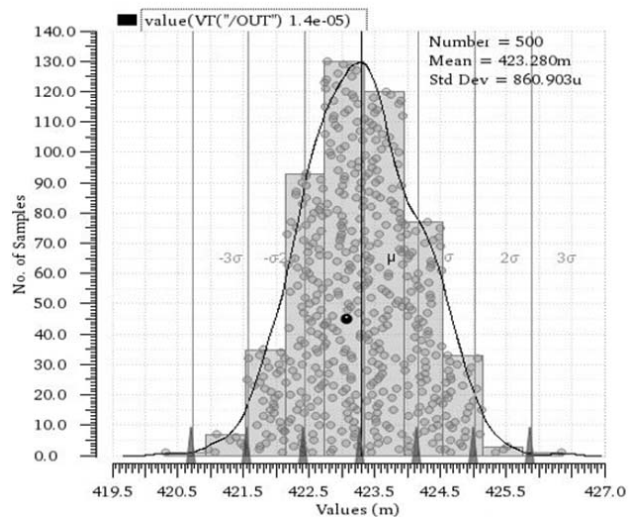 value(VT("/OUT") 1.4e-05)
Number = 500
Mean = 423.280m
Std Dev = 860.903u
No. of Samples
140.0
130.0
120.0
110.0
100.0
90.0
80.0
70.0
60.0
50.0
40.0
30.0
20.0
10.0
0.0
-3σ
μ
σ
2σ
3σ
419.5 420.5 421.5 422.5 423.5 424.5 425.5 427.0
Values (m)